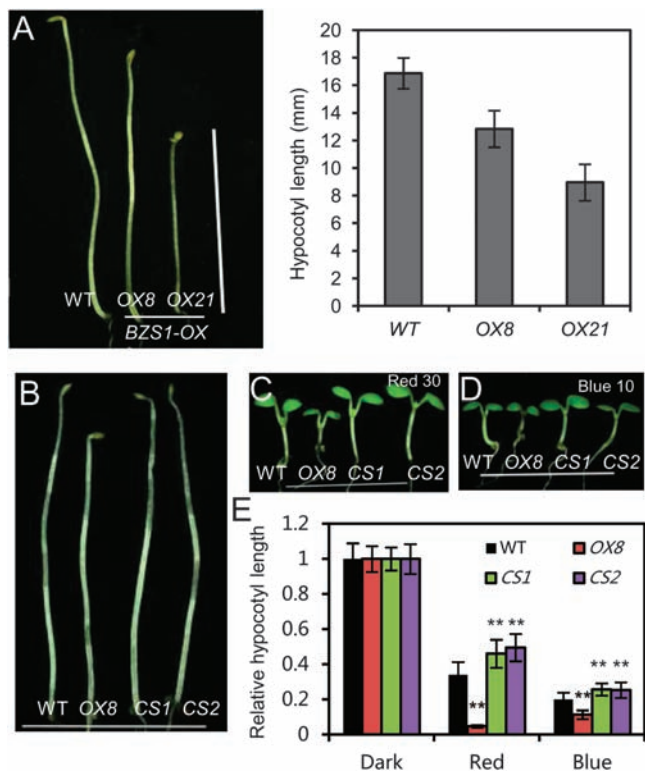 A
WT OX8 OX21
BZS1-OX
Hypocotyl length (mm)
20
18
16
14
12
10
8
6
4
2
0
WT OX8 OX21
B
WT OX8 CS1 CS2
C
Red 30
WT OX8 CS1 CS2
D
Blue 10
WT OX8 CS1 CS2
E
Relative hypocotyl length
1.2
1
0.8
0.6
0.4
0.2
0
WT OX8
CS1 CS2
** ** **
** ** **
Dark Red Blue